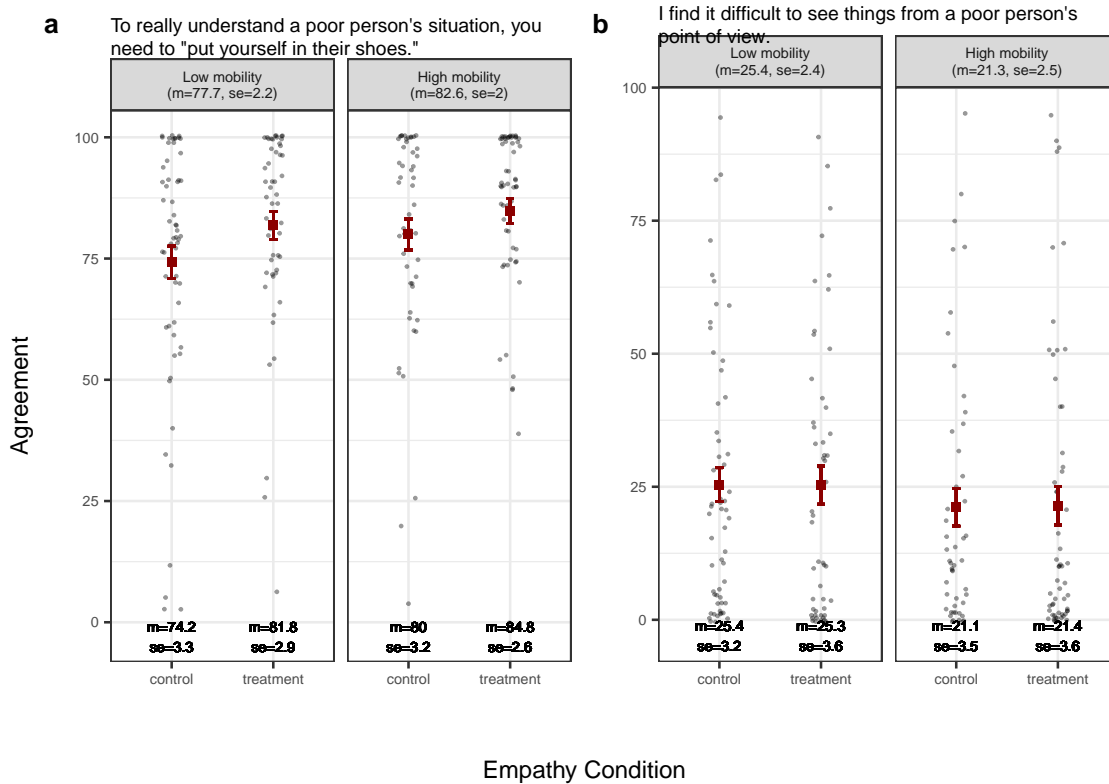 a
To really understand a poor person's situation, you
need to "put yourself in their shoes."
Low mobility
(m=77.7, se=2.2)
High mobility
(m=82.6, se=2)
100
75
50
25
0
m=74.2
se=3.3
m=81.8
se=2.9
m=80
se=3.2
m=84.8
se=2.6
control
treatment
control
treatment
b
I find it difficult to see things from a poor person's
point of view.
Low mobility
(m=25.4, se=2.4)
High mobility
(m=21.3, se=2.5)
100
75
50
25
0
m=25.4
se=3.2
m=25.3
se=3.6
m=21.1
se=3.5
m=21.4
se=3.6
control
treatment
control
treatment
Agreement
Empathy Condition